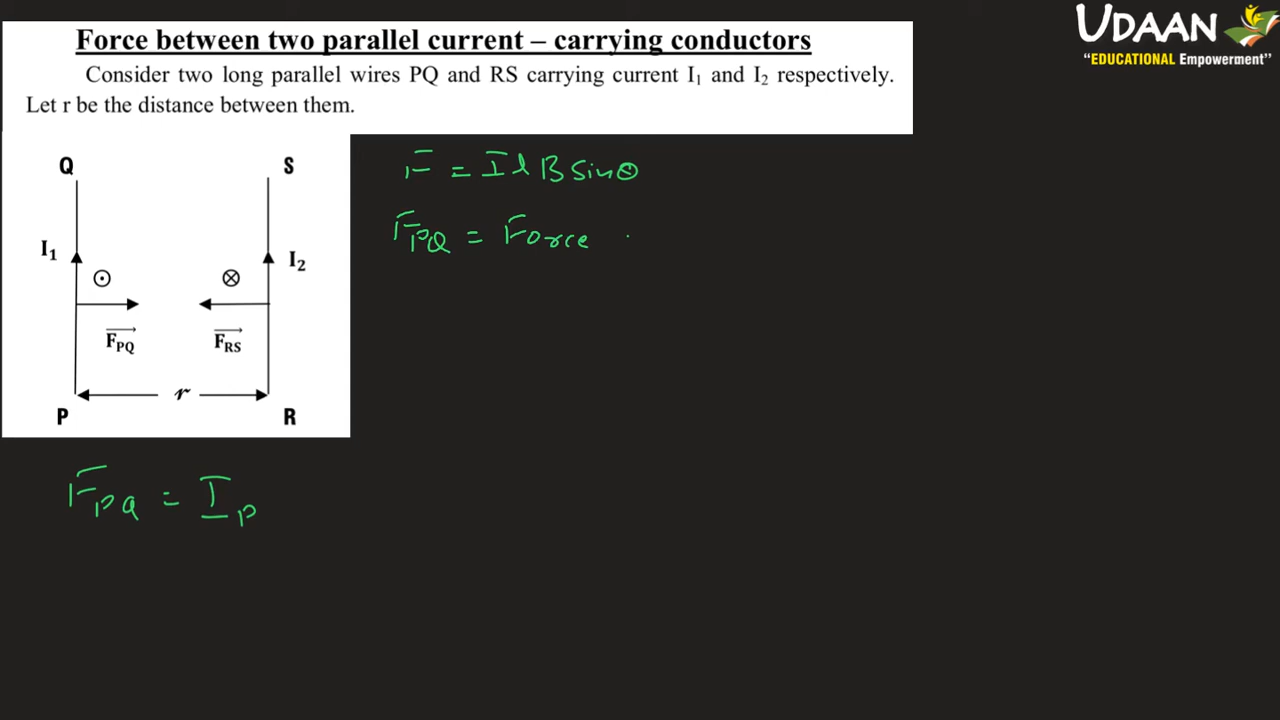 UDAAN
"EDUCATIONAL Empowerment"
Force between two parallel current – carrying conductors
Consider two long parallel wires PQ and RS carrying current I₁ and I₂ respectively.
Let r be the distance between them.
Q S
I₁ I₂
F_PQ F_RS
r
P R
F = I l B sin θ
F_PQ = Force
F_PQ = I_P